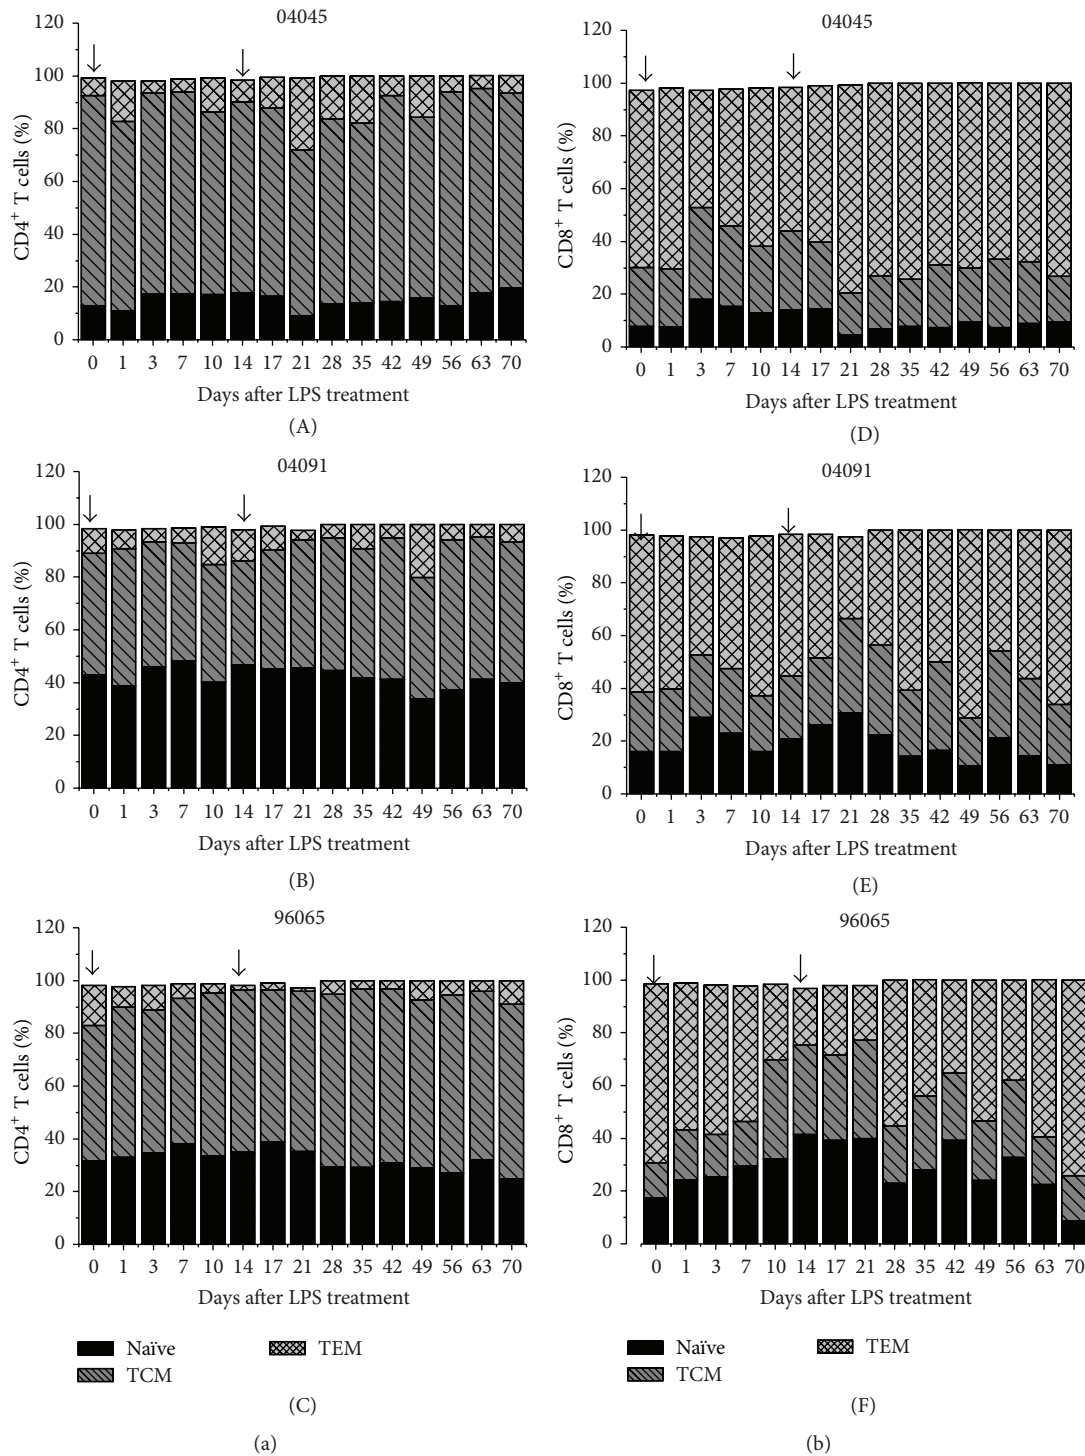 04045
120
100
80
60
40
20
0
CD4+ T cells (%)
0 1 3 7 10 14 17 21 28 35 42 49 56 63 70
Days after LPS treatment
(A)
04045
120
100
80
60
40
20
0
CD8+ T cells (%)
0 1 3 7 10 14 17 21 28 35 42 49 56 63 70
Days after LPS treatment
(D)
04091
120
100
80
60
40
20
0
CD4+ T cells (%)
0 1 3 7 10 14 17 21 28 35 42 49 56 63 70
Days after LPS treatment
(B)
04091
120
100
80
60
40
20
0
CD8+ T cells (%)
0 1 3 7 10 14 17 21 28 35 42 49 56 63 70
Days after LPS treatment
(E)
96065
120
100
80
60
40
20
0
CD4+ T cells (%)
0 1 3 7 10 14 17 21 28 35 42 49 56 63 70
Days after LPS treatment
Naïve
TCM
TEM
(C)
(a)
96065
120
100
80
60
40
20
0
CD8+ T cells (%)
0 1 3 7 10 14 17 21 28 35 42 49 56 63 70
Days after LPS treatment
Naïve
TCM
TEM
(F)
(b)